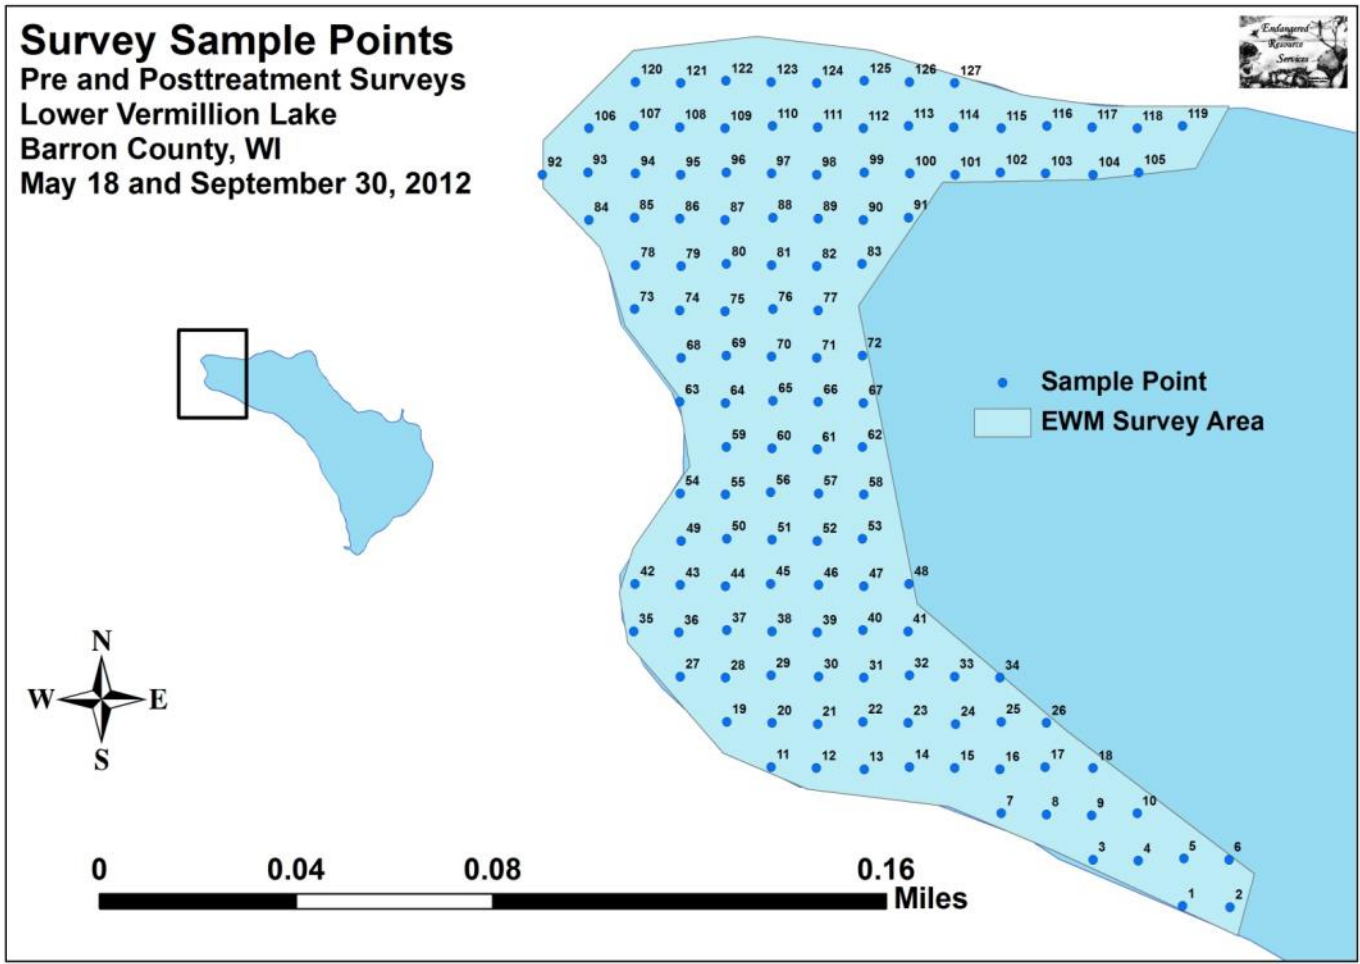 Survey Sample Points
Pre and Posttreatment Surveys
Lower Vermillion Lake
Barron County, WI
May 18 and September 30, 2012
Endangered
Resource
Services
120 121 122 123 124 125 126 127
106 107 108 109 110 111 112 113 114 115 116 117 118 119
92 93 94 95 96 97 98 99 100 101 102 103 104 105
84 85 86 87 88 89 90 91
78 79 80 81 82 83
73 74 75 76 77
68 69 70 71 72
63 64 65 66 67
59 60 61 62
54 55 56 57 58
49 50 51 52 53
42 43 44 45 46 47 48
35 36 37 38 39 40 41
27 28 29 30 31 32 33 34
19 20 21 22 23 24 25 26
11 12 13 14 15 16 17 18
7 8 9 10
3 4 5 6
1 2
Sample Point
EWM Survey Area
N
W E
S
0 0.04 0.08 0.16
Miles